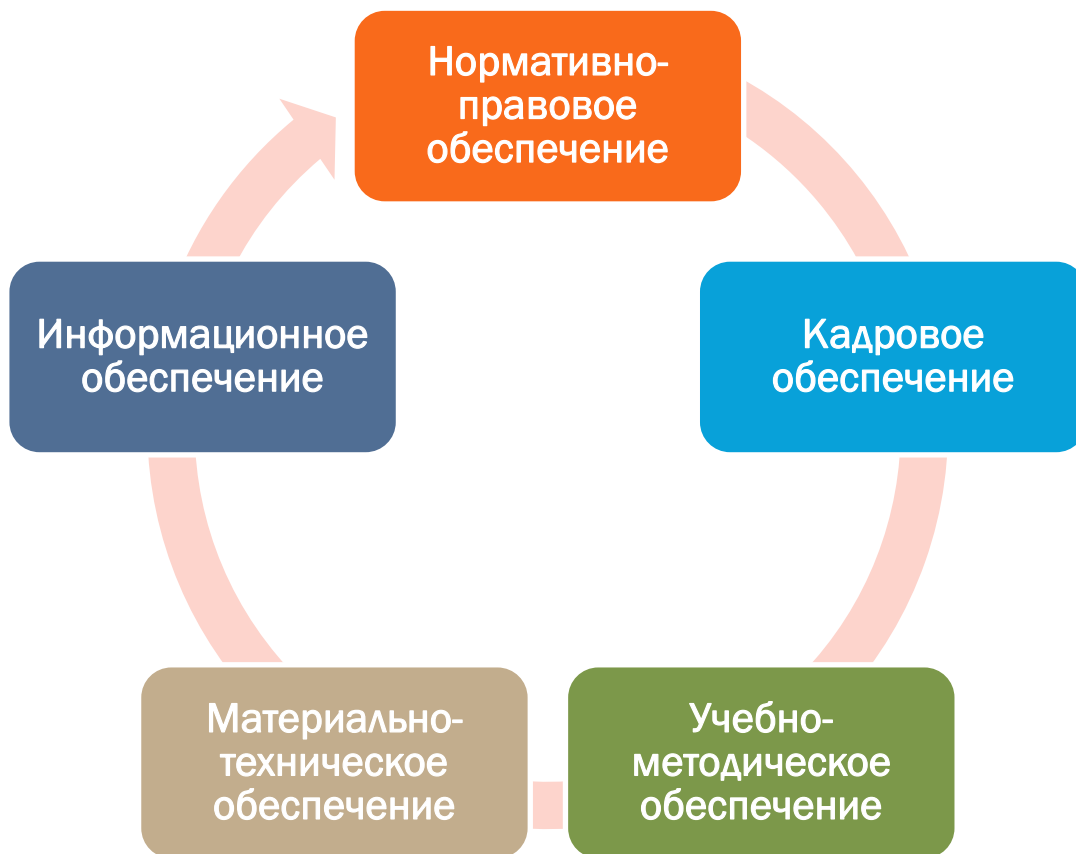 Нормативно-
правовое
обеспечение
Кадровое
обеспечение
Учебно-
методическое
обеспечение
Материально-
техническое
обеспечение
Информационное
обеспечение